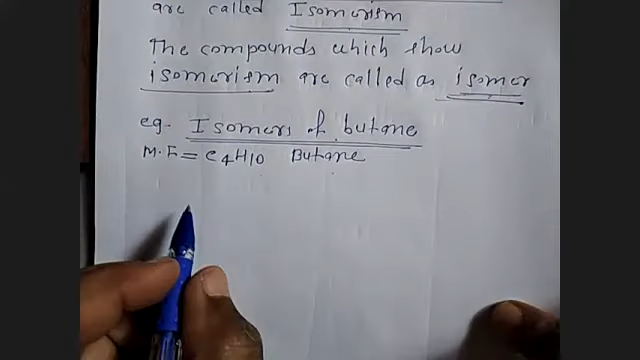 are called Isomerism
The compounds which show
isomerism are called as isomer
eg. Isomers of butane
M.F = C4H10 Butane